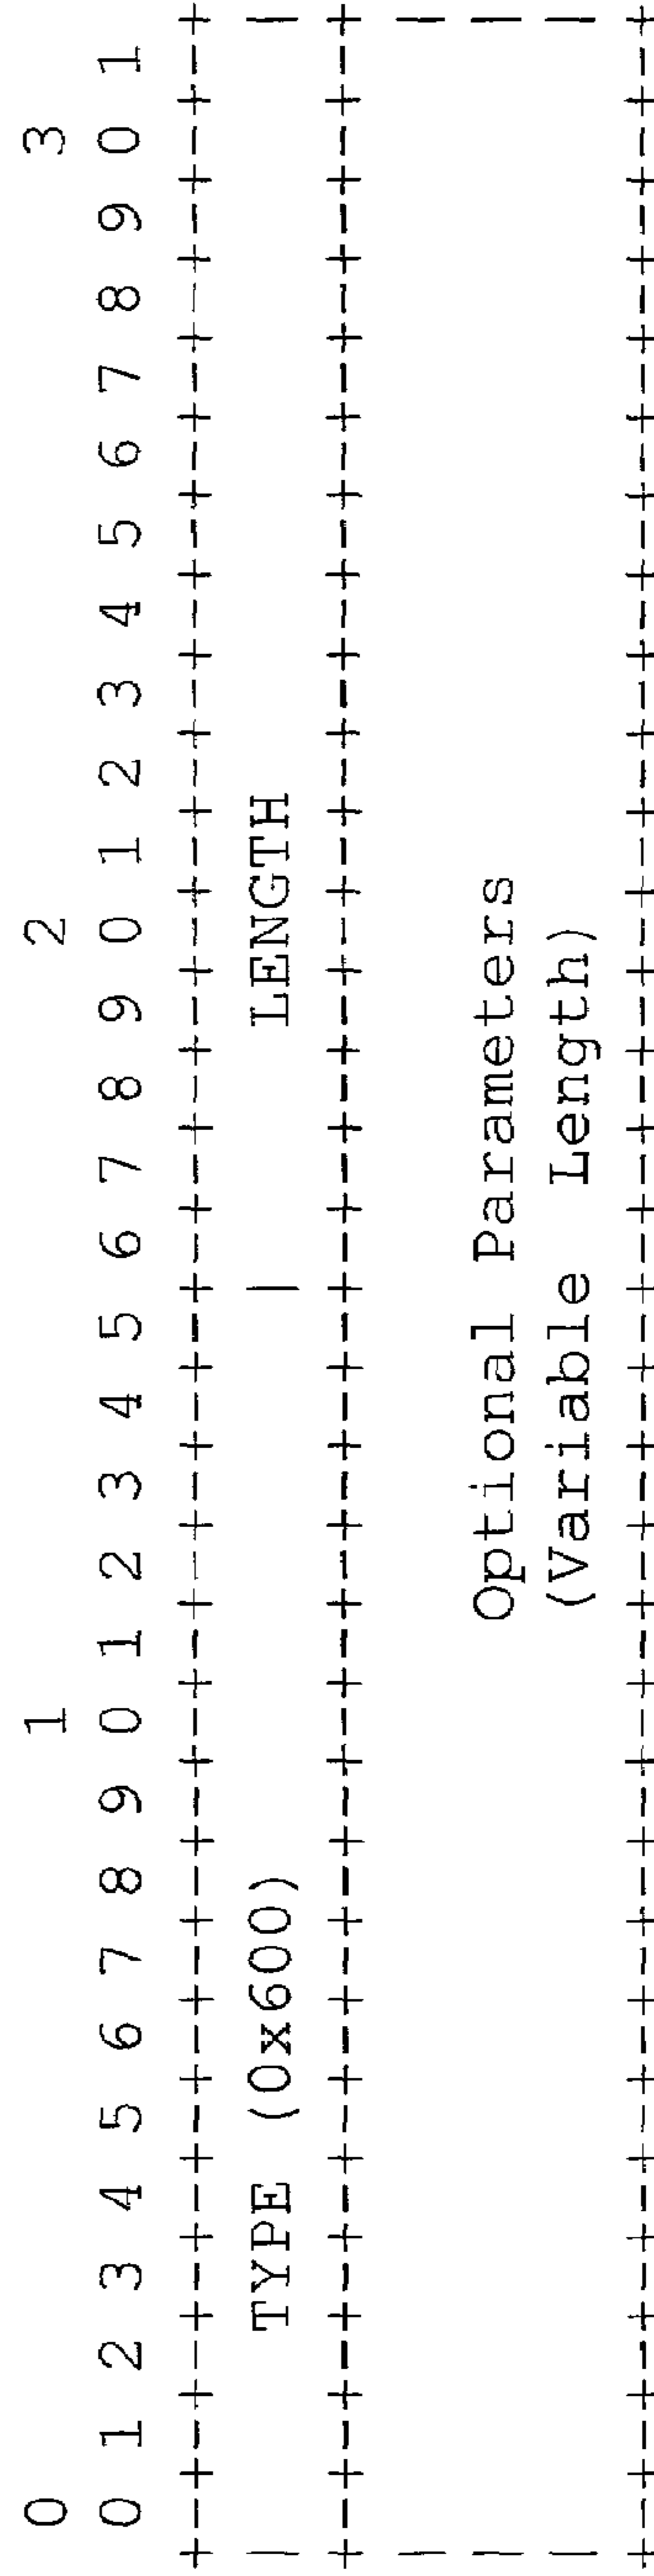 0                   1                   2                   3
 0 1 2 3 4 5 6 7 8 9 0 1 2 3 4 5 6 7 8 9 0 1 2 3 4 5 6 7 8 9 0 1
+-+-+-+-+-+-+-+-+-+-+-+-+-+-+-+-+-+-+-+-+-+-+-+-+-+-+-+-+-+-+-+-+
|     TYPE (0x600)              |      LENGTH                   |
+-+-+-+-+-+-+-+-+-+-+-+-+-+-+-+-+-+-+-+-+-+-+-+-+-+-+-+-+-+-+-+-+
|                                                               |
|                       Optional Parameters                     |
|                       (Variable  Length)                      |
+-+-+-+-+-+-+-+-+-+-+-+-+-+-+-+-+-+-+-+-+-+-+-+-+-+-+-+-+-+-+-+-+